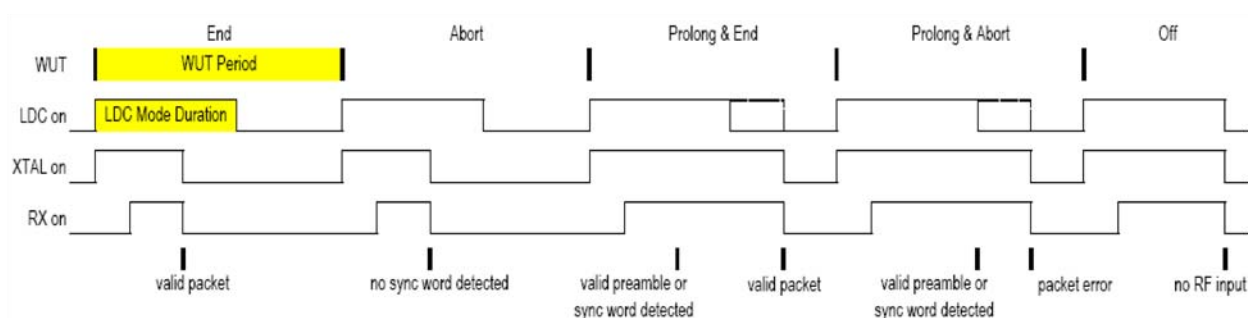 End Abort Prolong & End Prolong & Abort Off
WUT WUT Period
LDC on LDC Mode Duration
XTAL on
RX on
valid packet no sync word detected valid preamble or valid packet valid preamble or packet error no RF input
sync word detected sync word detected